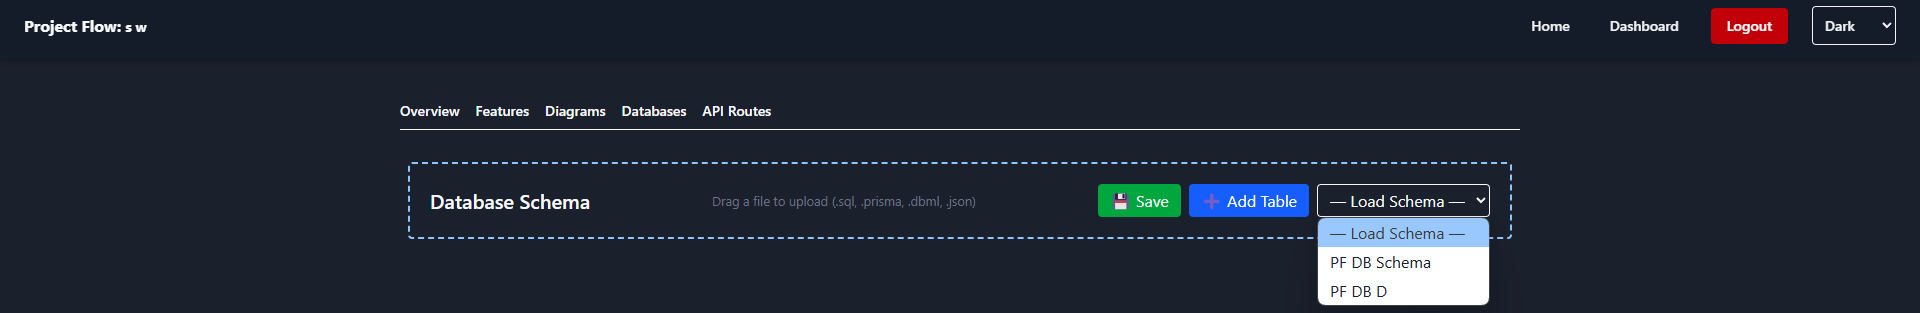 Project Flow: s w
Home Dashboard Logout Dark
Overview Features Diagrams Databases API Routes
Database Schema Drag a file to upload (.sql, .prisma, .dbml, .json) Save Add Table — Load Schema —
— Load Schema —
PF DB Schema
PF DB D